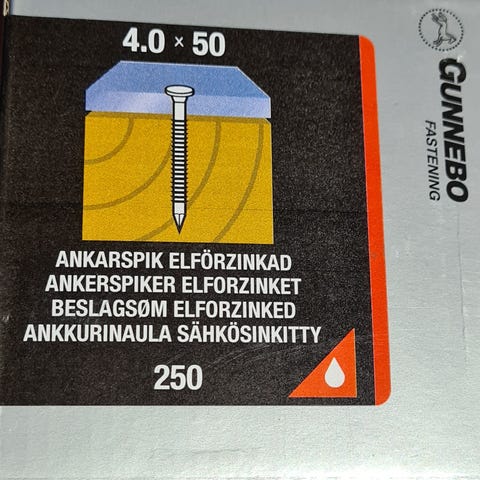 4.0 × 50
ANKARSPIK ELFÖRZINKAD
ANKERSPIKER ELFORZINKET
BESLAGSØM ELFORZINKED
ANKKURINAULA SÄHKÖSINKITTY
250
GUNNEBO
FASTENING